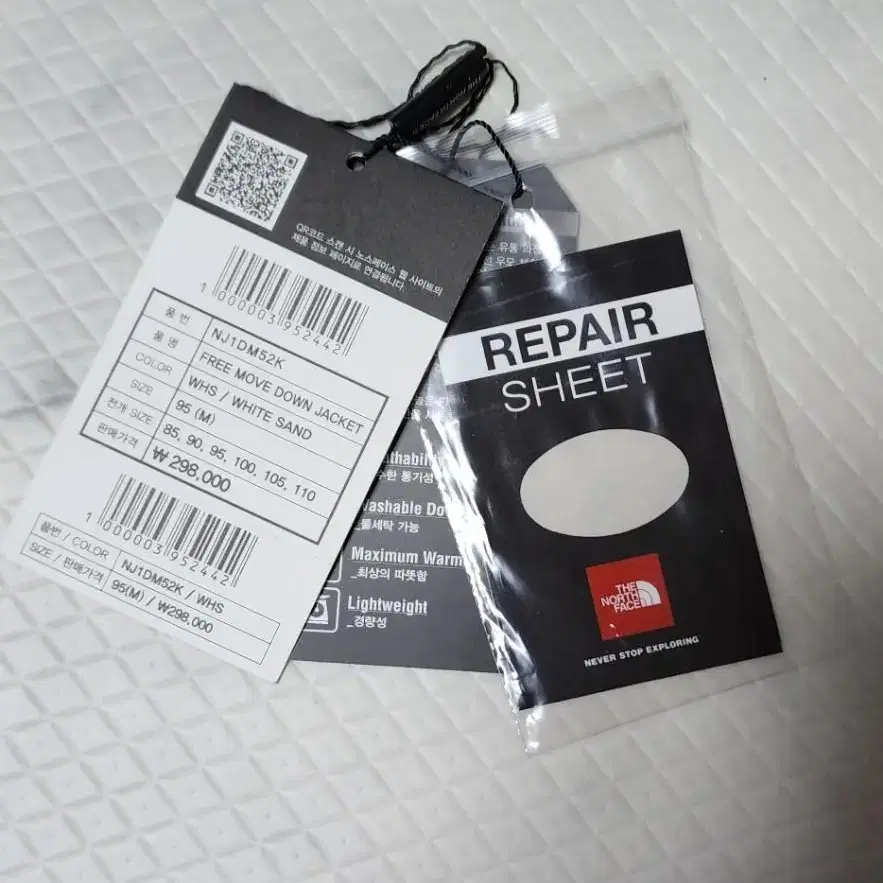 QR코드 스캔 시 노스페이스 웹 사이트의
제품 정보 페이지로 연결됩니다.
1 000003 952442
품 번 NJ1DM52K
품 명 FREE MOVE DOWN JACKET
COLOR WHS / WHITE SAND
SIZE 95 (M)
전개 SIZE 85, 90, 95, 100, 105, 110
판매가격 ₩ 298,000
1 000003 952442
품번 / COLOR NJ1DM52K / WHS
SIZE / 판매가격 95(M) / ₩298,000
통기성
Washable
물세탁 가능
Maximum Warm
_최상의 따뜻함
Lightweight
_경량성
REPAIR
SHEET
THE
NORTH
FACE
NEVER STOP EXPLORING